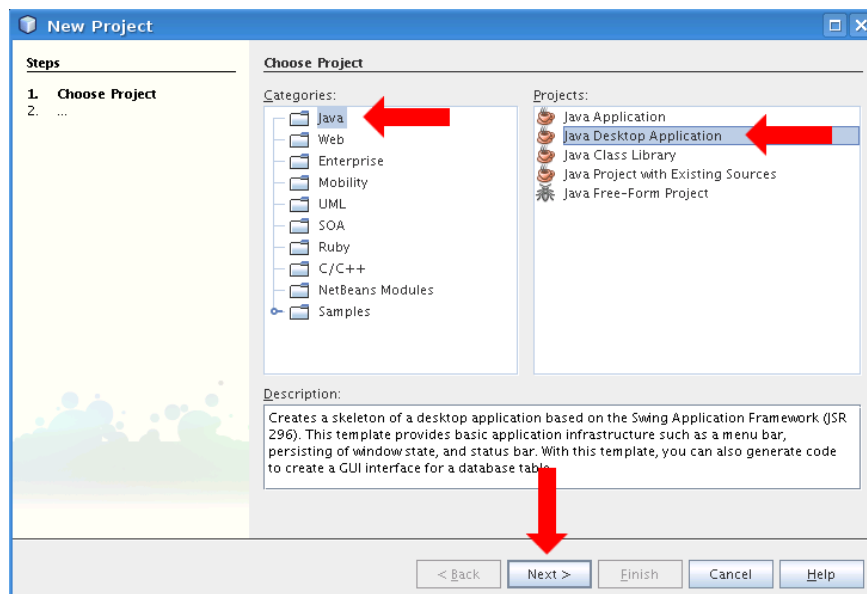 New Project
Steps
1. Choose Project
2. ...
Choose Project
Categories:
Java
Web
Enterprise
Mobility
UML
SOA
Ruby
C/C++
NetBeans Modules
Samples
Projects:
Java Application
Java Desktop Application
Java Class Library
Java Project with Existing Sources
Java Free-Form Project
Description:
Creates a skeleton of a desktop application based on the Swing Application Framework (JSR
296). This template provides basic application infrastructure such as a menu bar,
persisting of window state, and status bar. With this template, you can also generate code
to create a GUI interface for a database table.
< Back
Next >
Finish
Cancel
Help